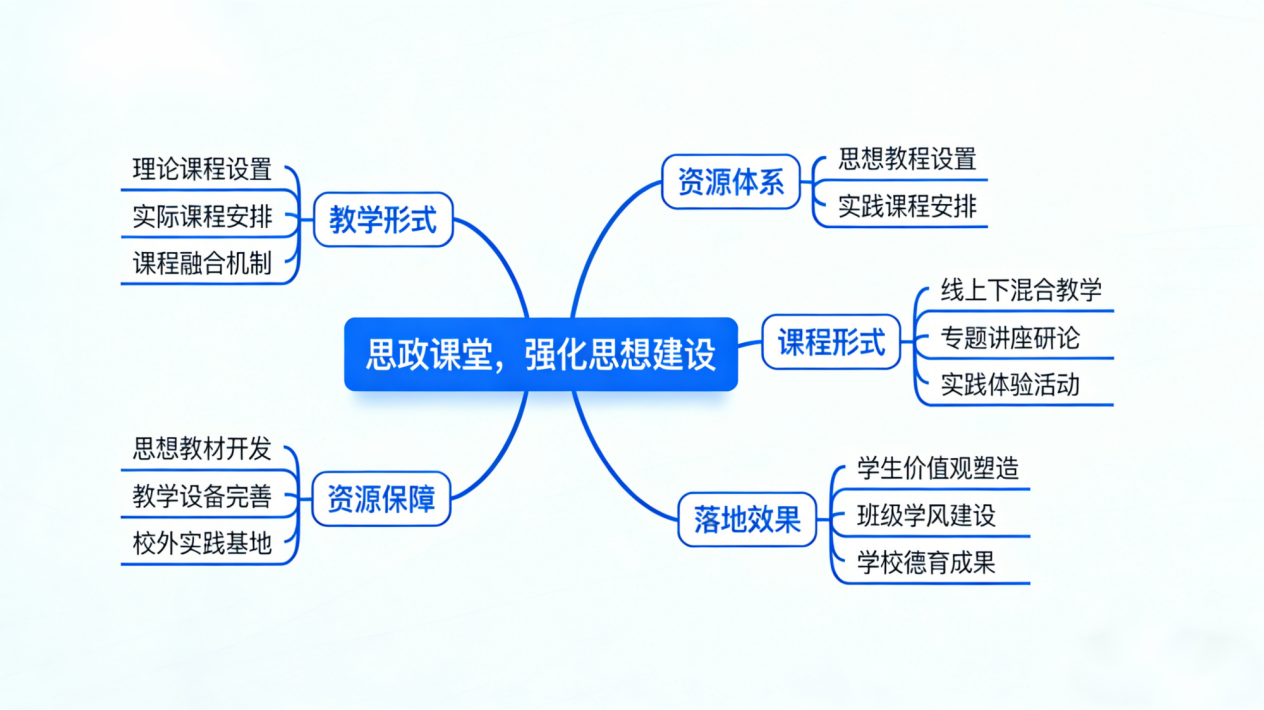 思政课堂，强化思想建设
教学形式
理论课程设置
实际课程安排
课程融合机制
资源保障
思想教材开发
教学设备完善
校外实践基地
资源体系
思想教程设置
实践课程安排
课程形式
线上下混合教学
专题讲座研论
实践体验活动
落地效果
学生价值观塑造
班级学风建设
学校德育成果